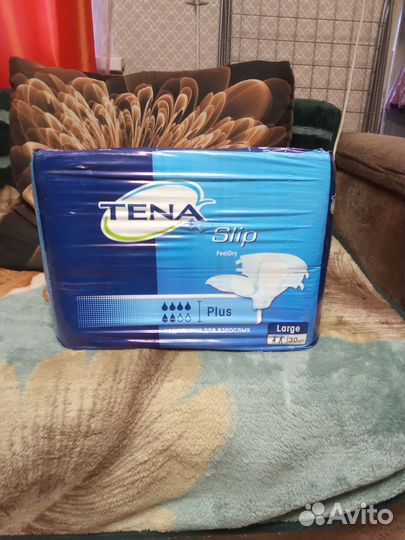 TENA
Slip
FeelDry
Plus
ПОДГУЗНИКИ ДЛЯ ВЗРОСЛЫХ
Large
30
Avito